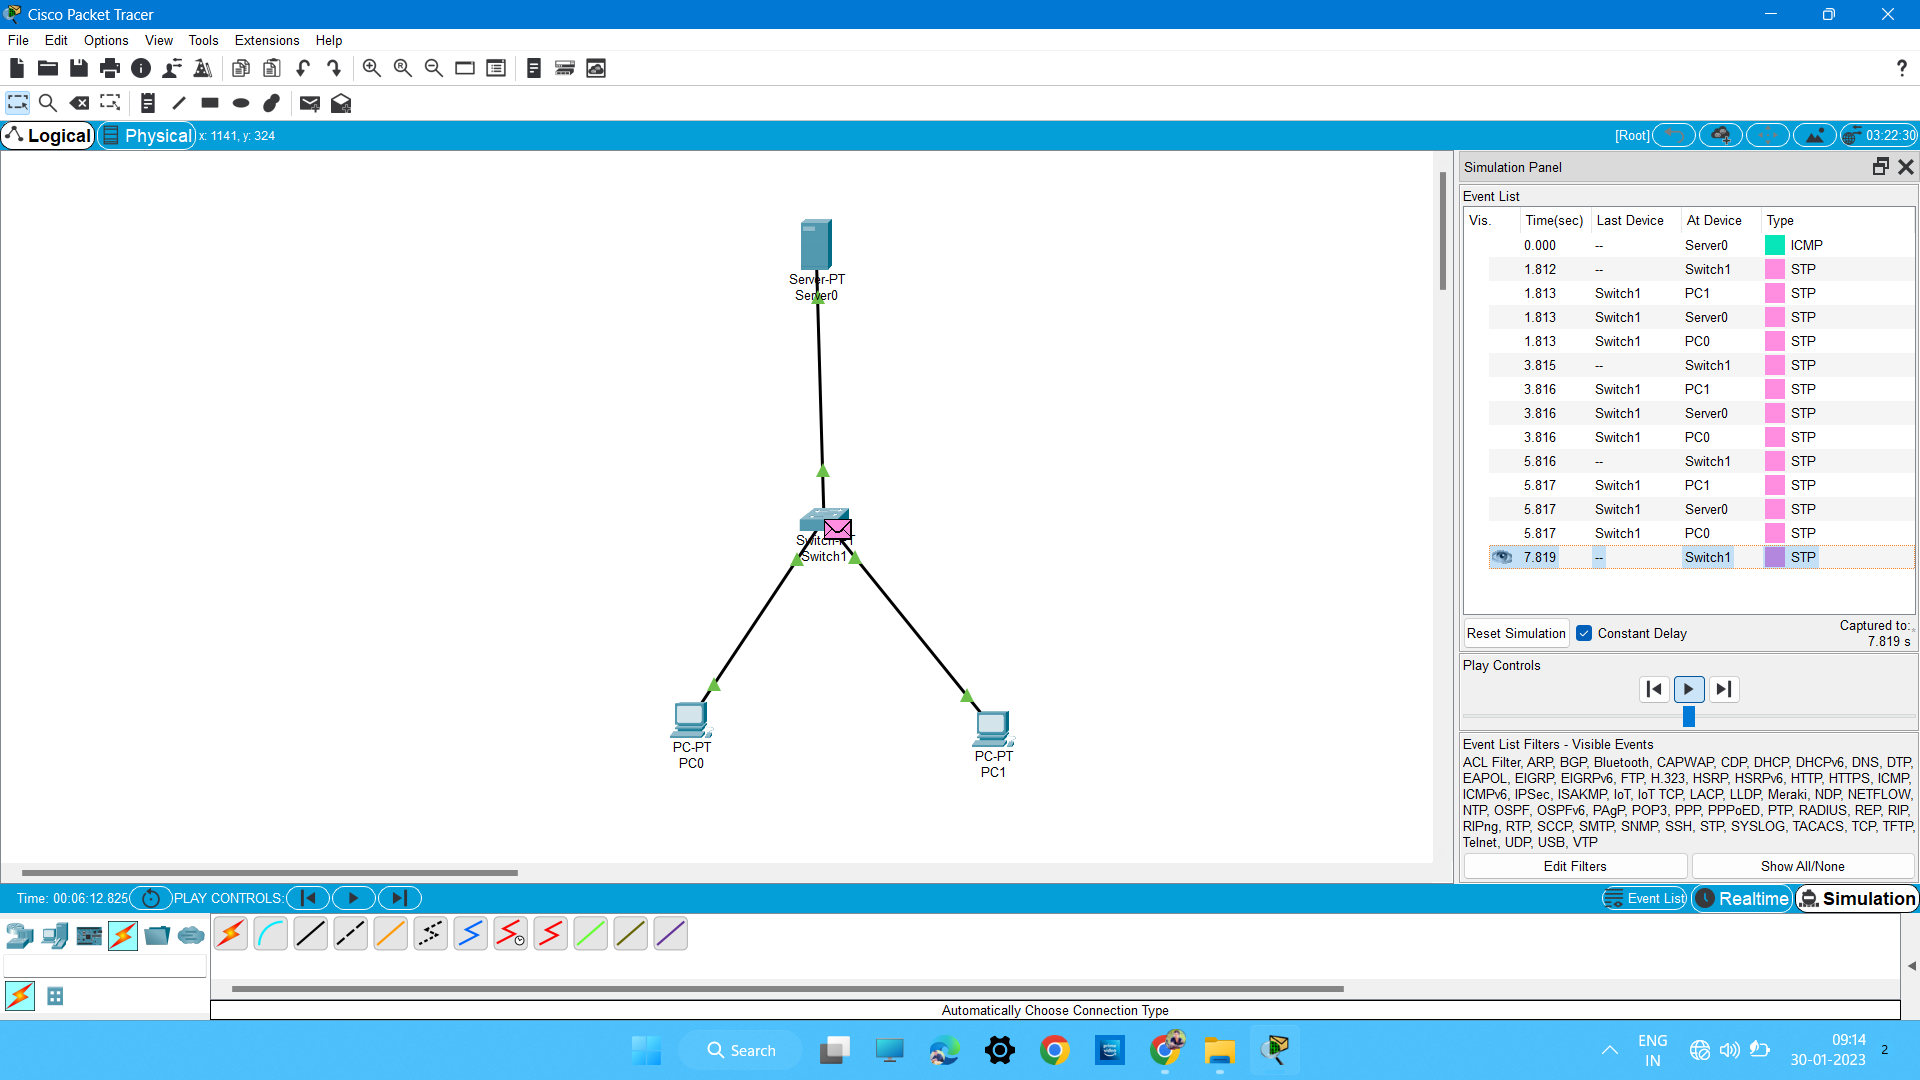 Cisco Packet Tracer
File Edit Options View Tools Extensions Help
?
Logical Physical x: 1141, y: 324 [Root] 03:22:30
Simulation Panel
Event List
Vis. Time(sec) Last Device At Device Type
0.000 -- Server0 ICMP
1.812 -- Switch1 STP
1.813 Switch1 PC1 STP
1.813 Switch1 Server0 STP
1.813 Switch1 PC0 STP
3.815 -- Switch1 STP
3.816 Switch1 PC1 STP
3.816 Switch1 Server0 STP
3.816 Switch1 PC0 STP
5.816 -- Switch1 STP
5.817 Switch1 PC1 STP
5.817 Switch1 Server0 STP
5.817 Switch1 PC0 STP
7.819 -- Switch1 STP
Reset Simulation Constant Delay Captured to:
7.819 s
Play Controls
Event List Filters - Visible Events
ACL Filter, ARP, BGP, Bluetooth, CAPWAP, CDP, DHCP, DHCPv6, DNS, DTP,
EAPOL, EIGRP, EIGRPv6, FTP, H.323, HSRP, HSRPv6, HTTP, HTTPS, ICMP,
ICMPv6, IPSec, ISAKMP, IoT, IoT TCP, LACP, LLDP, Meraki, NDP, NETFLOW,
NTP, OSPF, OSPFv6, PAgP, POP3, PPP, PPPoED, PTP, RADIUS, REP, RIP,
RIPng, RTP, SCCP, SMTP, SNMP, SSH, STP, SYSLOG, TACACS, TCP, TFTP,
Telnet, UDP, USB, VTP
Edit Filters Show All/None
Server-PT
Server0
Switch-PT
Switch1
PC-PT
PC0
PC-PT
PC1
Time: 00:06:12.825 PLAY CONTROLS: Event List Realtime Simulation
Automatically Choose Connection Type
Search
ENG
IN
09:14
30-01-2023
2